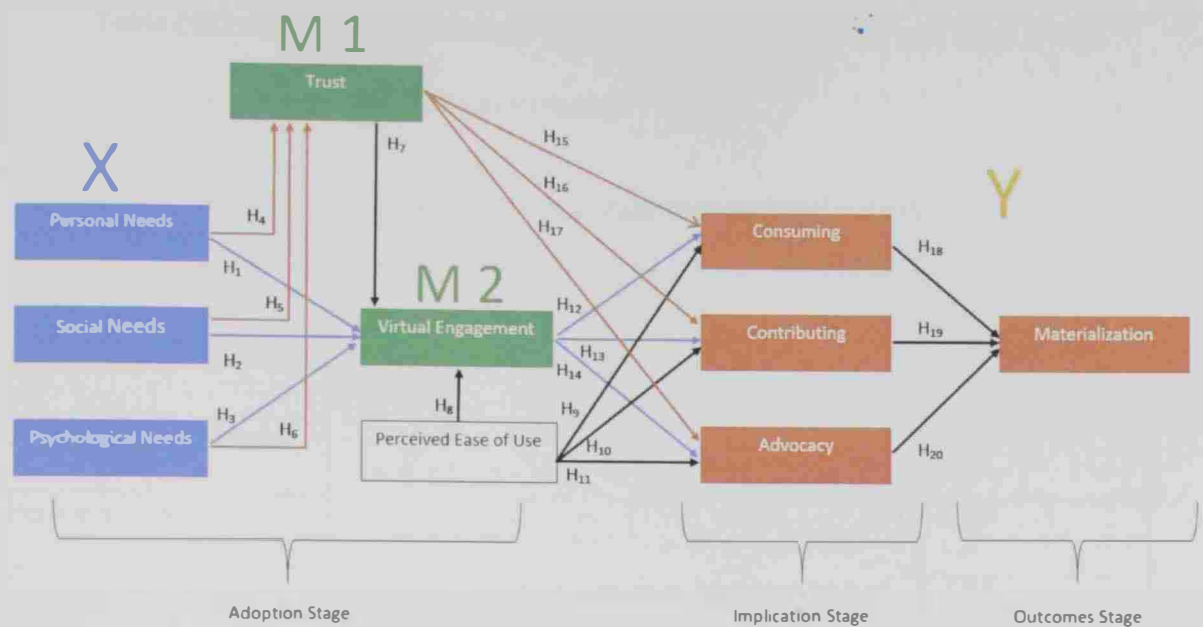 M 1
Trust
H7
H15
H16
H17
X
Y
Personal Needs
H4
H1
Consuming
H18
M 2
Social Needs
H5
H2
Virtual Engagement
H12
H13
H14
Contributing
H19
Materialization
Psychological Needs
H3
H6
H8
Perceived Ease of Use
H9
H10
H11
Advocacy
H20
Adoption Stage
Implication Stage
Outcomes Stage